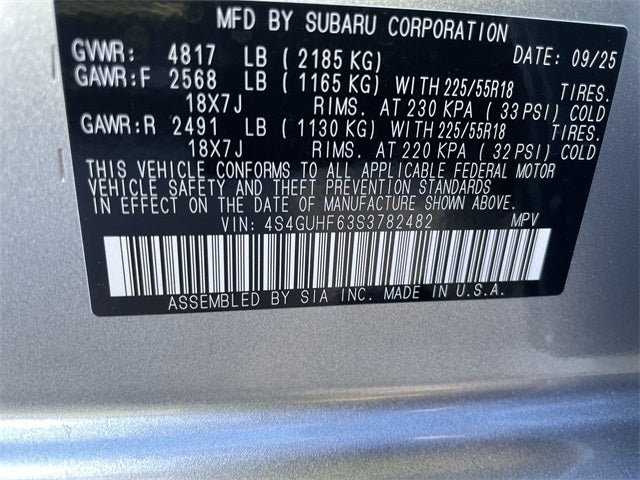 MFD BY SUBARU CORPORATION
GVWR: 4817 LB ( 2185 KG) DATE: 09/25
GAWR:F 2568 LB ( 1165 KG) WITH 225/55R18 TIRES.
18X7J RIMS. AT 230 KPA ( 33 PSI) COLD
GAWR:R 2491 LB ( 1130 KG) WITH 225/55R18 TIRES.
18X7J RIMS. AT 220 KPA ( 32 PSI) COLD
THIS VEHICLE CONFORMS TO ALL APPLICABLE FEDERAL MOTOR
VEHICLE SAFETY AND THEFT PREVENTION STANDARDS
IN EFFECT ON THE DATE OF MANUFACTURE SHOWN ABOVE.
VIN: 4S4GUHF63S3782482 MPV
ASSEMBLED BY SIA INC. MADE IN U.S.A.